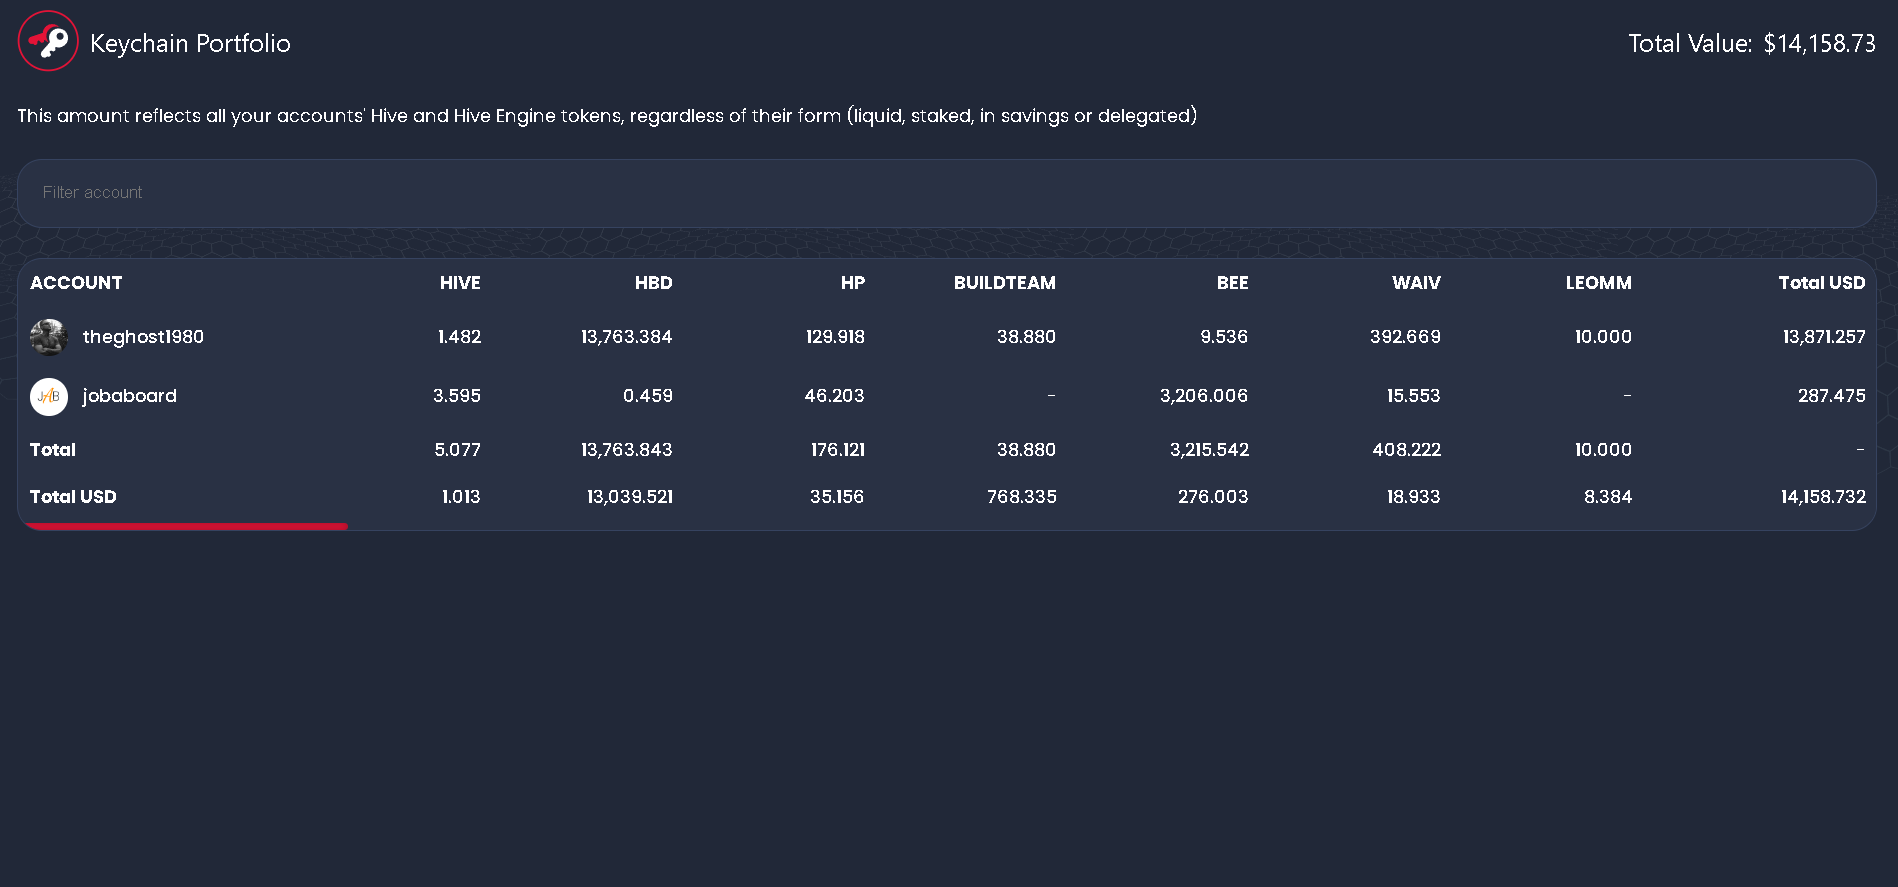 Keychain Portfolio
Total Value: $14,158.73
This amount reflects all your accounts' Hive and Hive Engine tokens, regardless of their form (liquid, staked, in savings or delegated)
Filter account
ACCOUNT HIVE HBD HP BUILDTEAM BEE WAIV LEOMM Total USD
theghost1980 1.482 13,763.384 129.918 38.880 9.536 392.669 10.000 13,871.257
JAB jobaboard 3.595 0.459 46.203 - 3,206.006 15.553 - 287.475
Total 5.077 13,763.843 176.121 38.880 3,215.542 408.222 10.000 -
Total USD 1.013 13,039.521 35.156 768.335 276.003 18.933 8.384 14,158.732